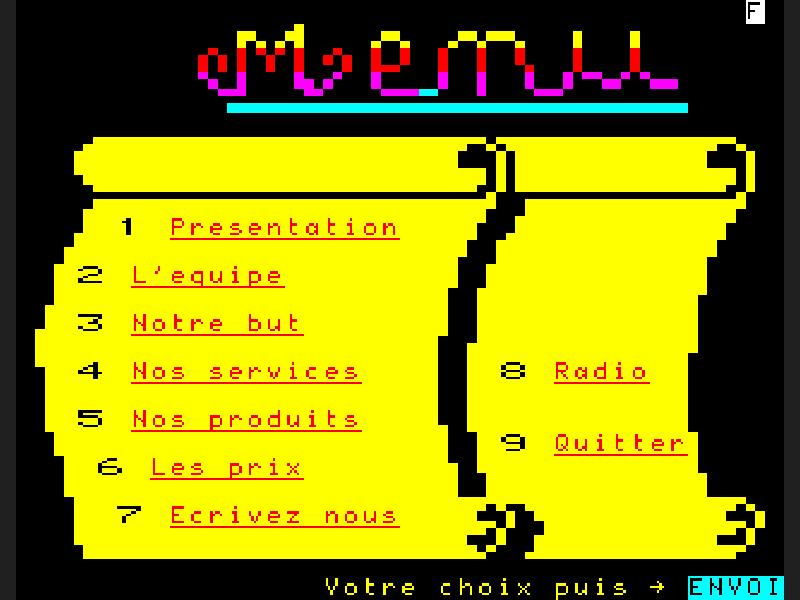 F
Menu
1 Presentation
2 L'equipe
3 Notre but
4 Nos services
5 Nos produits
6 Les prix
7 Ecrivez nous
8 Radio
9 Quitter
Votre choix puis → ENVOI